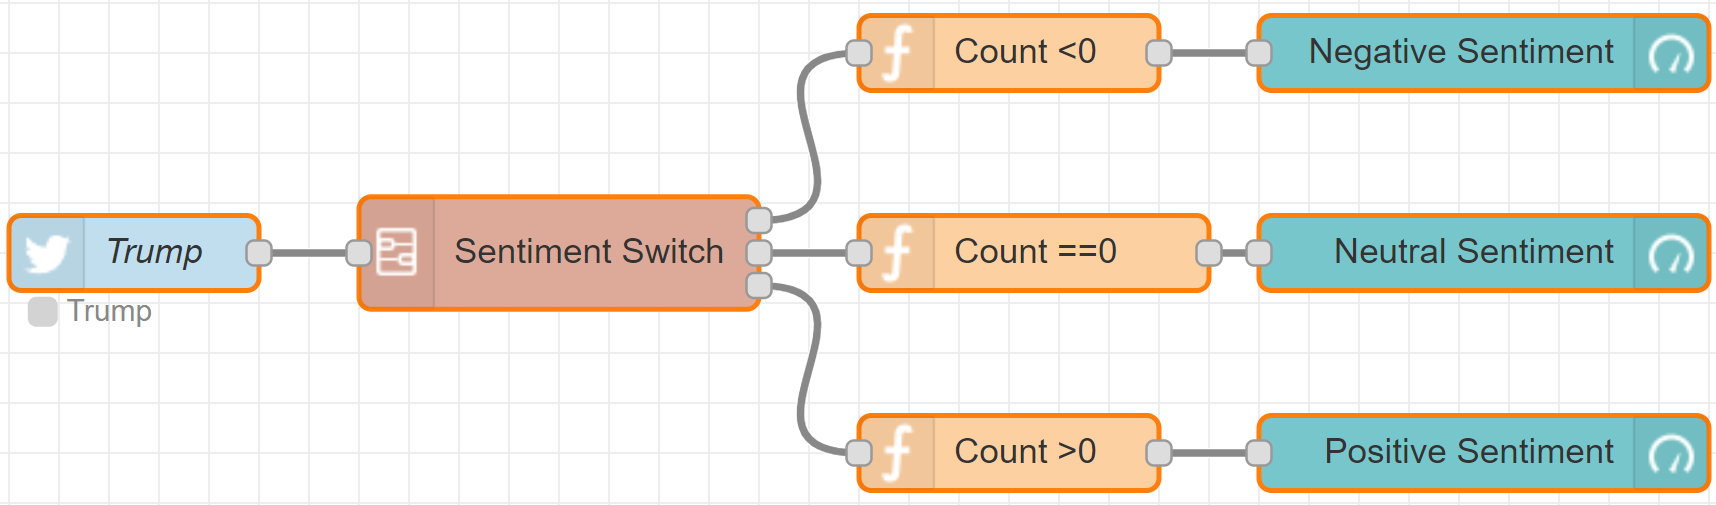 Count <0
Negative Sentiment
Trump
Sentiment Switch
Count ==0
Neutral Sentiment
Trump
Count >0
Positive Sentiment